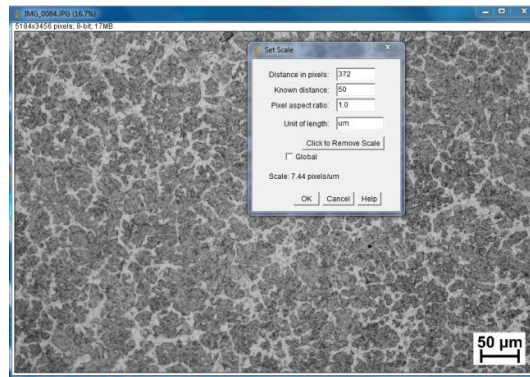 IMG_0084.JPG (16.7%)
5184x3456 pixels; 8-bit; 17MB
Set Scale
Distance in pixels: 372
Known distance: 50
Pixel aspect ratio: 1.0
Unit of length: um
Click to Remove Scale
Global
Scale: 7.44 pixels/um
OK Cancel Help
50 µm